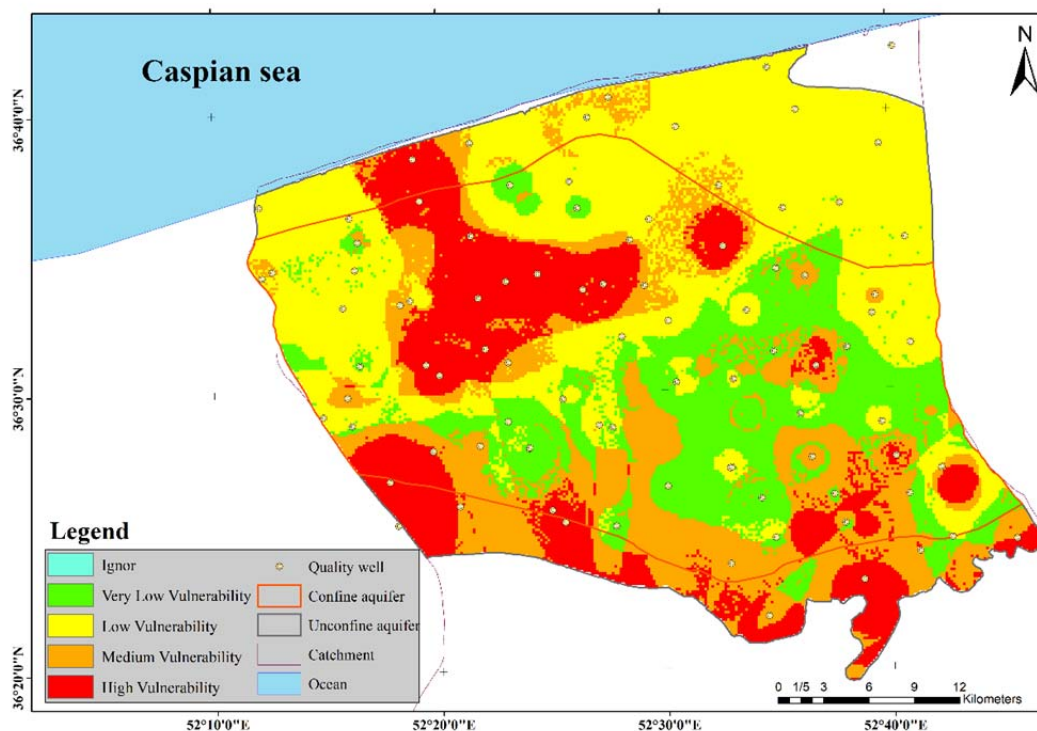 Caspian sea
N
36°40'0"N
36°30'0"N
36°20'0"N
Legend
Ignor
Very Low Vulnerability
Low Vulnerability
Medium Vulnerability
High Vulnerability
Quality well
Confine aquifer
Unconfine aquifer
Catchment
Ocean
0 1/5 3 6 9 12
Kilometers
52°10'0"E
52°20'0"E
52°30'0"E
52°40'0"E